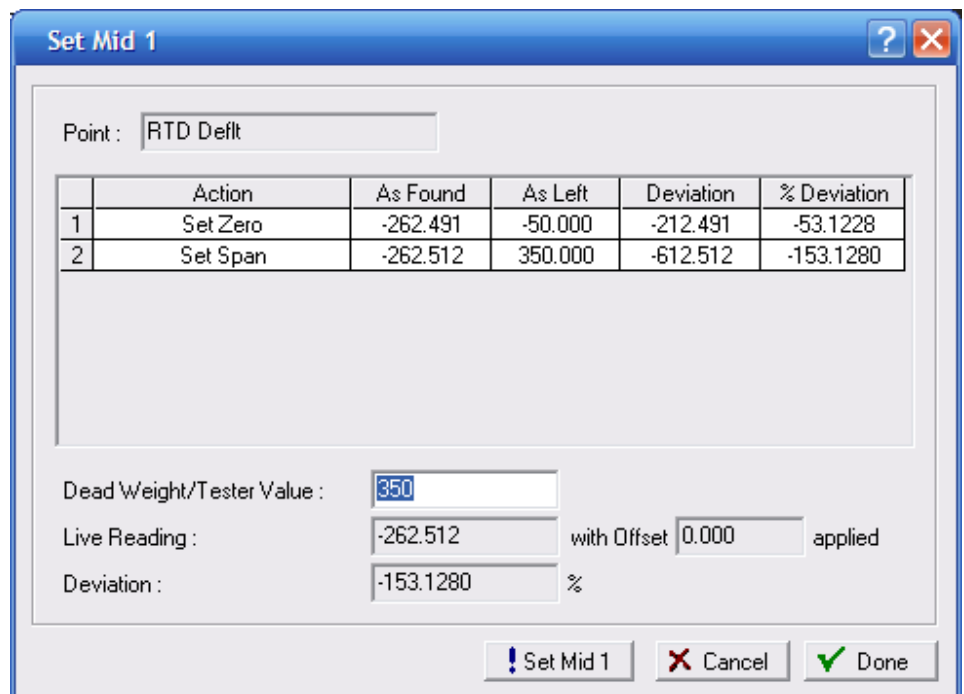 Set Mid 1
Point : RTD Deflt
Action As Found As Left Deviation % Deviation
1 Set Zero -262.491 -50.000 -212.491 -53.1228
2 Set Span -262.512 350.000 -612.512 -153.1280
Dead Weight/Tester Value : 350
Live Reading : -262.512 with Offset 0.000 applied
Deviation : -153.1280 %
! Set Mid 1 Cancel Done